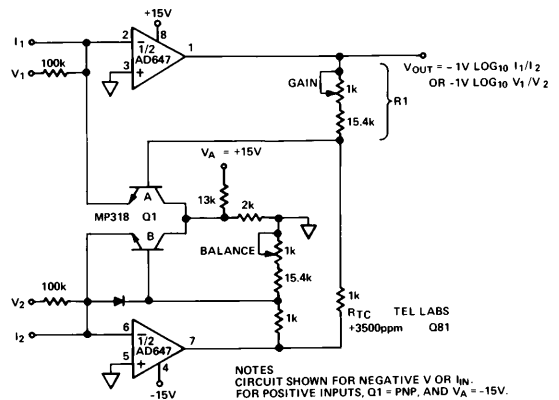 +15V
I1
2
8
1/2
AD647
1
3
V1
100k
VOUT = -1V LOG10 I1/I2
OR -1V LOG10 V1/V2
GAIN
1k
R1
15.4k
VA = +15V
A
13k
2k
MP318 Q1
B
BALANCE
1k
15.4k
V2
100k
1k
1k
RTC
+3500ppm
TEL LABS
Q81
I2
6
1/2
AD647
7
5
4
-15V
NOTES
CIRCUIT SHOWN FOR NEGATIVE V OR IIN.
FOR POSITIVE INPUTS, Q1 = PNP, AND VA = -15V.